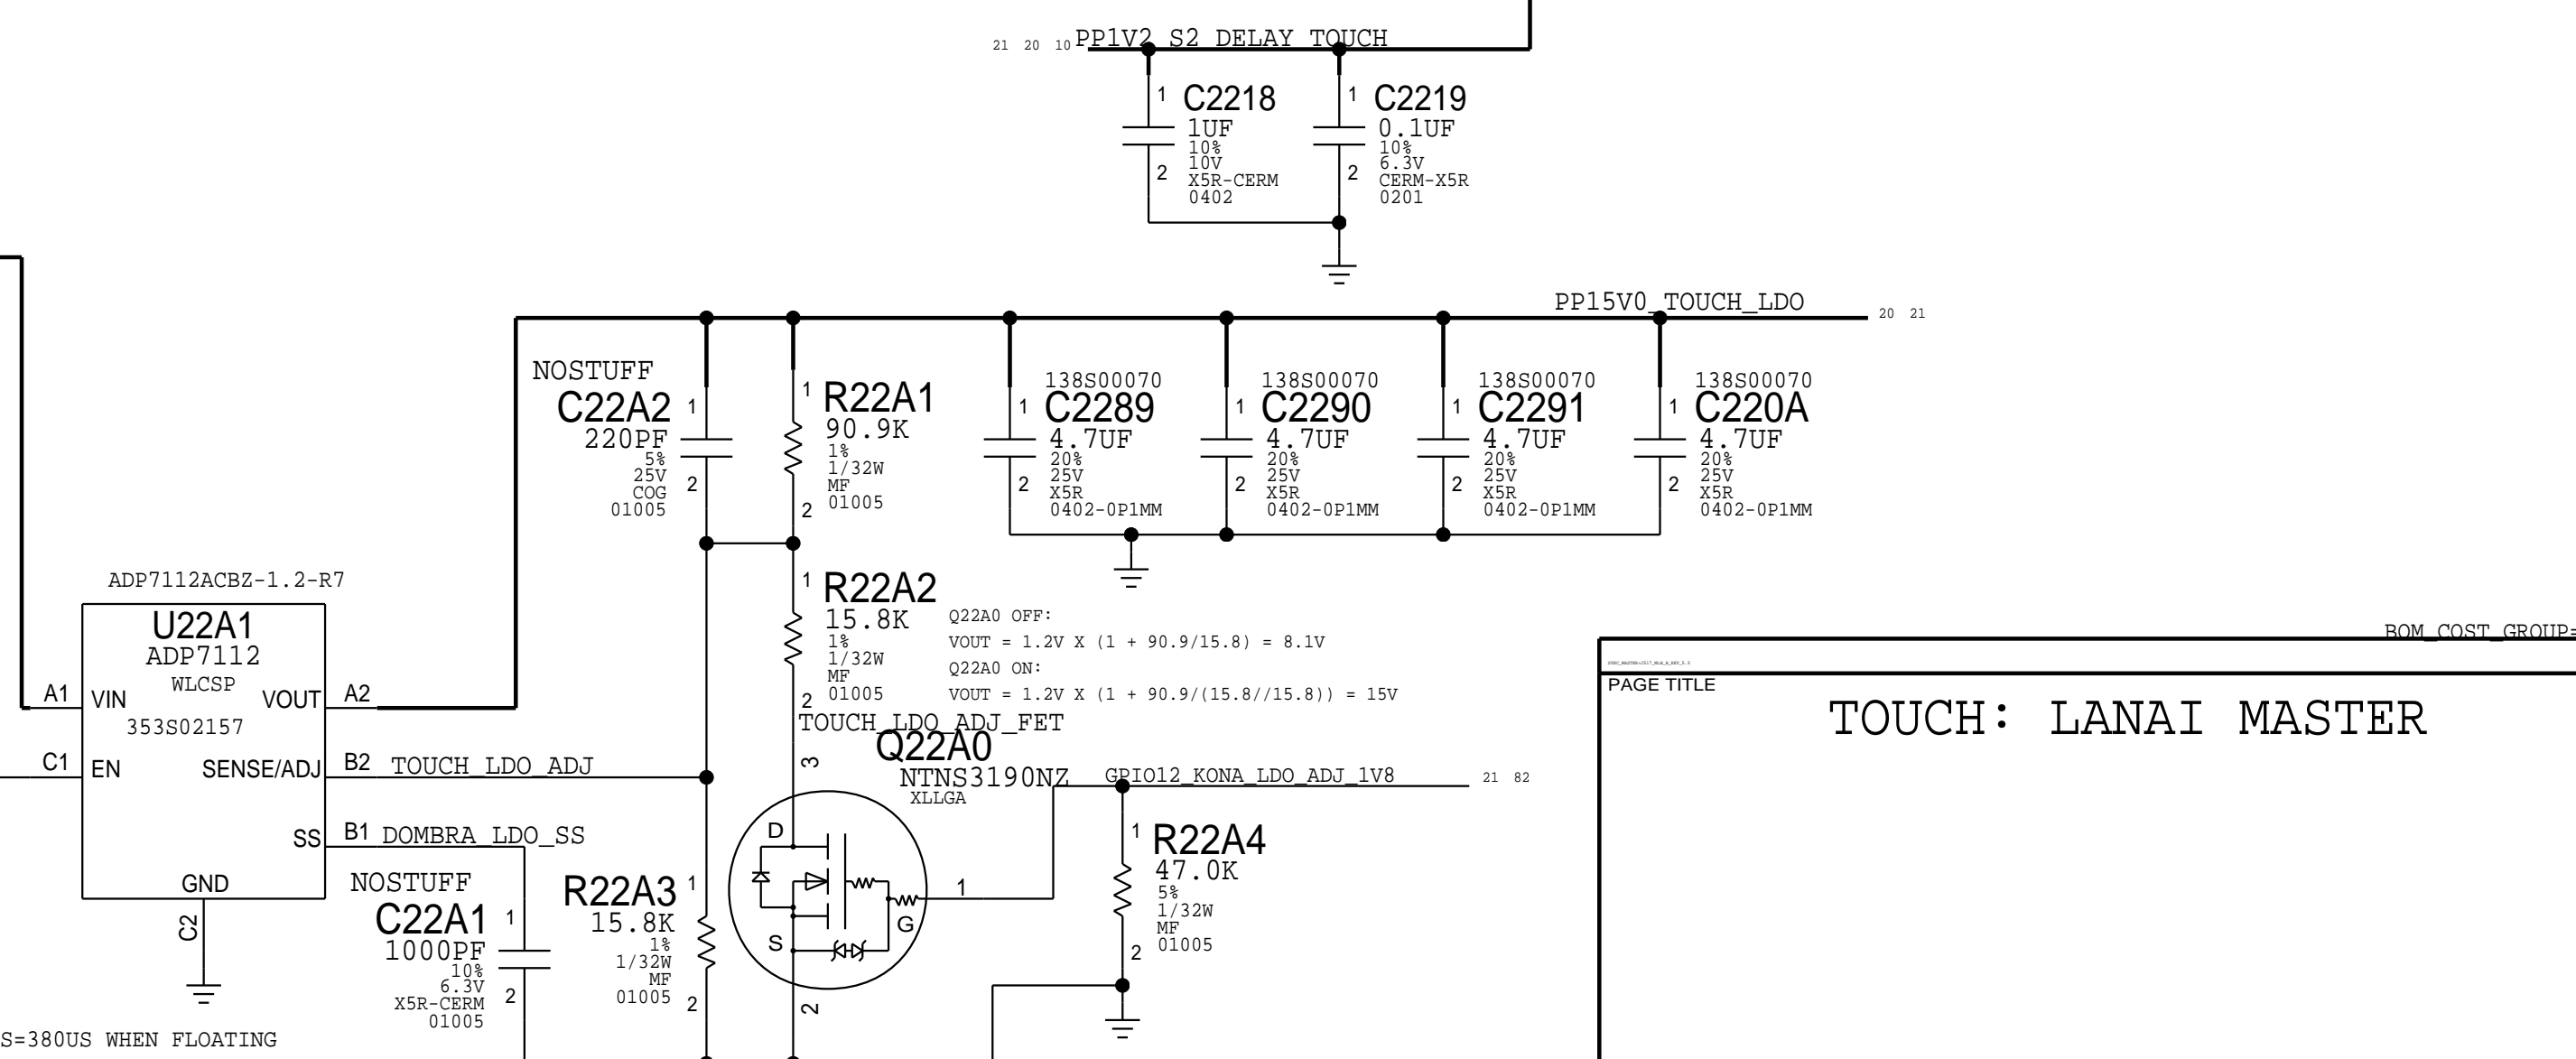 21 20 10 PP1V2_S2_DELAY_TOUCH
1
C2218
1UF
10%
10V
2
X5R-CERM
0402
1
C2219
0.1UF
10%
6.3V
2
CERM-X5R
0201
PP15V0_TOUCH_LDO
20 21
NOSTUFF
C22A2
1
220PF
5%
25V
2
COG
01005
1
R22A1
90.9K
1%
1/32W
MF
2
01005
138S00070
1
C2289
4.7UF
20%
25V
2
X5R
0402-0P1MM
138S00070
1
C2290
4.7UF
20%
25V
2
X5R
0402-0P1MM
138S00070
1
C2291
4.7UF
20%
25V
2
X5R
0402-0P1MM
138S00070
1
C220A
4.7UF
20%
25V
2
X5R
0402-0P1MM
ADP7112ACBZ-1.2-R7
U22A1
ADP7112
WLCSP
A1
VIN
VOUT
A2
353S02157
C1
EN
SENSE/ADJ
B2
TOUCH_LDO_ADJ
SS
B1
DOMBRA_LDO_SS
GND
C2
1
R22A2
15.8K
1%
1/32W
MF
2
01005
Q22A0 OFF:
VOUT = 1.2V X (1 + 90.9/15.8) = 8.1V
Q22A0 ON:
VOUT = 1.2V X (1 + 90.9/(15.8//15.8)) = 15V
TOUCH_LDO_ADJ_FET
Q22A0
3
NTNS3190NZ
XLLGA
GPIO12_KONA_LDO_ADJ_1V8
21 82
D
1
G
S
2
1
R22A4
47.0K
5%
1/32W
MF
2
01005
NOSTUFF
C22A1
1
1000PF
10%
6.3V
2
X5R-CERM
01005
R22A3
1
15.8K
1%
1/32W
MF
2
01005
S=380US WHEN FLOATING
BOM_COST_GROUP=
PAGE TITLE
TOUCH: LANAI MASTER